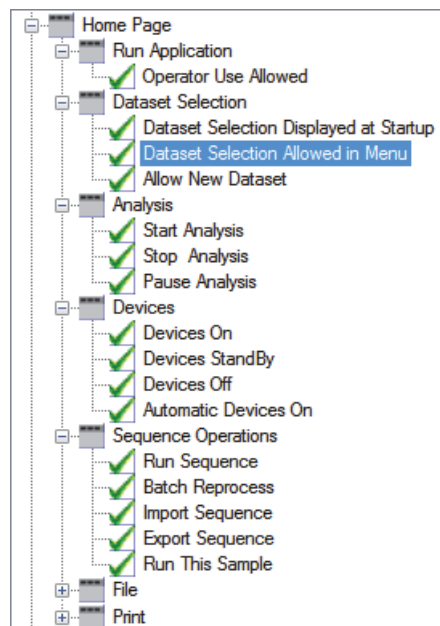 Home Page
Run Application
Operator Use Allowed
Dataset Selection
Dataset Selection Displayed at Startup
Dataset Selection Allowed in Menu
Allow New Dataset
Analysis
Start Analysis
Stop Analysis
Pause Analysis
Devices
Devices On
Devices StandBy
Devices Off
Automatic Devices On
Sequence Operations
Run Sequence
Batch Reprocess
Import Sequence
Export Sequence
Run This Sample
File
Print